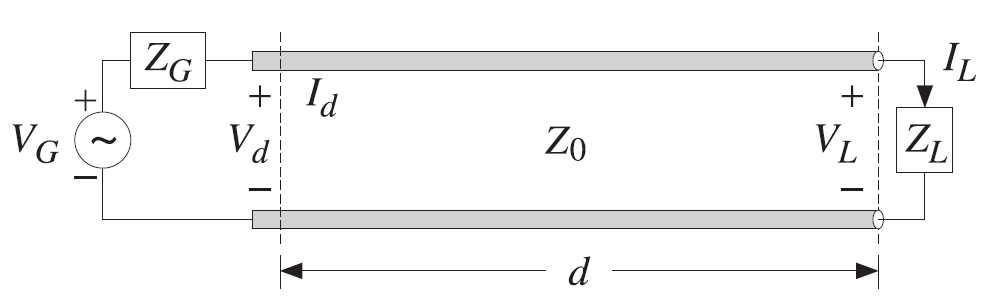 Z_G
I_L
+ + I_d +
V_G ~ V_d Z_0 V_L Z_L
− − −
d